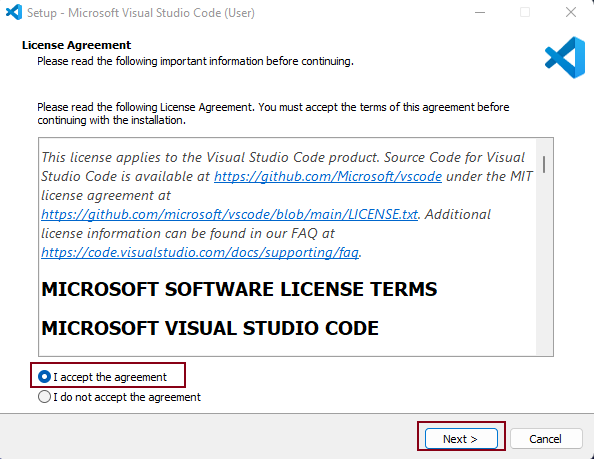 Setup - Microsoft Visual Studio Code (User)
License Agreement
Please read the following important information before continuing.
Please read the following License Agreement. You must accept the terms of this agreement before
continuing with the installation.
This license applies to the Visual Studio Code product. Source Code for Visual
Studio Code is available at https://github.com/Microsoft/vscode under the MIT
license agreement at
https://github.com/microsoft/vscode/blob/main/LICENSE.txt. Additional
license information can be found in our FAQ at
https://code.visualstudio.com/docs/supporting/faq.
MICROSOFT SOFTWARE LICENSE TERMS
MICROSOFT VISUAL STUDIO CODE
I accept the agreement
I do not accept the agreement
Next > Cancel